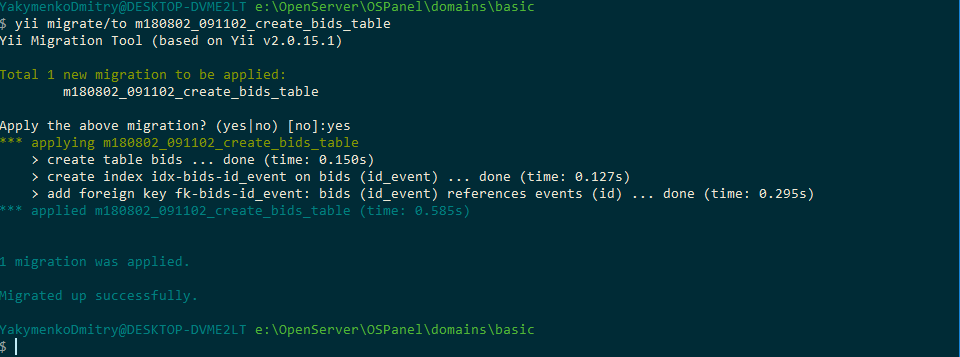 YakymenkoDmitry@DESKTOP-DVME2LT e:\OpenServer\OSPanel\domains\basic
$ yii migrate/to m180802_091102_create_bids_table
Yii Migration Tool (based on Yii v2.0.15.1)
Total 1 new migration to be applied:
m180802_091102_create_bids_table
Apply the above migration? (yes|no) [no]:yes
*** applying m180802_091102_create_bids_table
> create table bids ... done (time: 0.150s)
> create index idx-bids-id_event on bids (id_event) ... done (time: 0.127s)
> add foreign key fk-bids-id_event: bids (id_event) references events (id) ... done (time: 0.295s)
*** applied m180802_091102_create_bids_table (time: 0.585s)
1 migration was applied.
Migrated up successfully.
YakymenkoDmitry@DESKTOP-DVME2LT e:\OpenServer\OSPanel\domains\basic
$